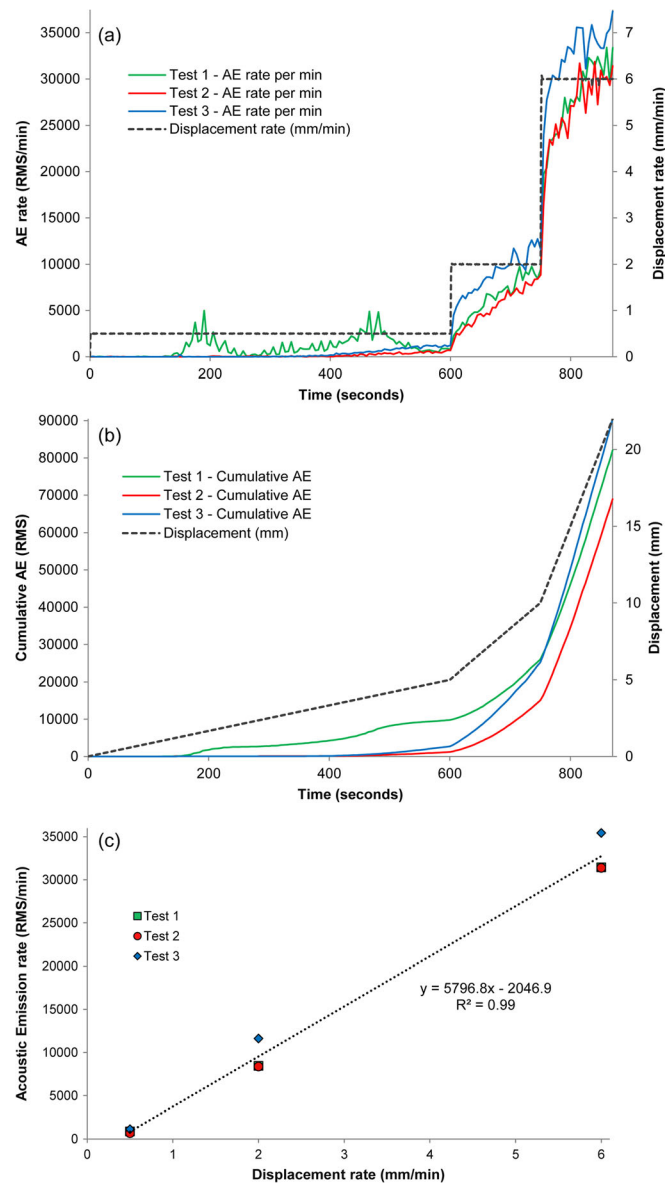 (a)
Test 1 - AE rate per min
Test 2 - AE rate per min
Test 3 - AE rate per min
Displacement rate (mm/min)
AE rate (RMS/min)
35000
30000
25000
20000
15000
10000
5000
0
7
6
5
4
3
2
1
0
Displacement rate (mm/min)
0 200 400 600 800
Time (seconds)
(b)
Test 1 - Cumulative AE
Test 2 - Cumulative AE
Test 3 - Cumulative AE
Displacement (mm)
Cumulative AE (RMS)
90000
80000
70000
60000
50000
40000
30000
20000
10000
0
20
15
10
5
0
Displacement (mm)
0 200 400 600 800
Time (seconds)
(c)
Test 1
Test 2
Test 3
y = 5796.8x - 2046.9
R² = 0.99
Acoustic Emission rate (RMS/min)
35000
30000
25000
20000
15000
10000
5000
0
0 1 2 3 4 5 6
Displacement rate (mm/min)